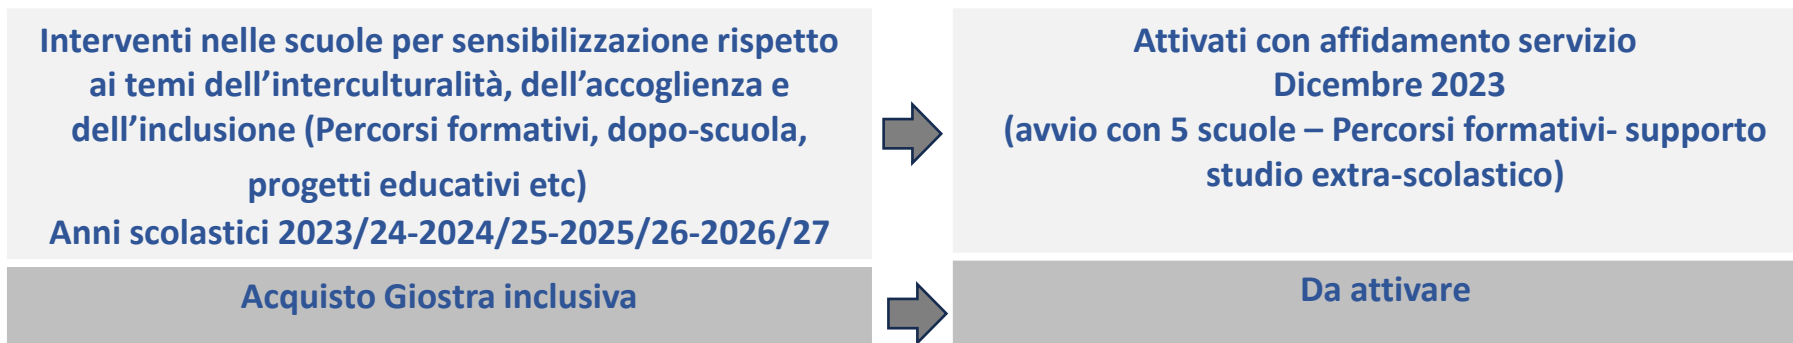 Interventi nelle scuole per sensibilizzazione rispetto
ai temi dell’interculturalità, dell’accoglienza e
dell’inclusione (Percorsi formativi, dopo-scuola,
progetti educativi etc)
Anni scolastici 2023/24-2024/25-2025/26-2026/27
Attivati con affidamento servizio
Dicembre 2023
(avvio con 5 scuole – Percorsi formativi- supporto
studio extra-scolastico)
Acquisto Giostra inclusiva
Da attivare